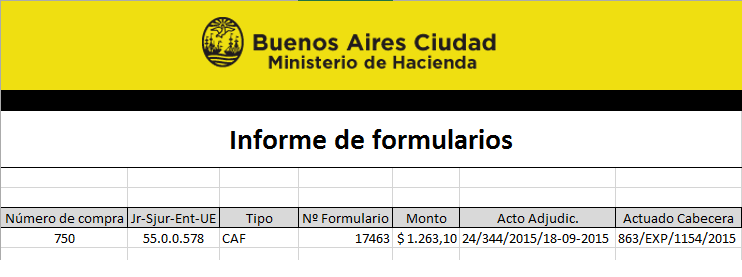 Buenos Aires Ciudad
Ministerio de Hacienda
Informe de formularios
Número de compra Jr-Sjur-Ent-UE Tipo Nº Formulario Monto Acto Adjudic. Actuado Cabecera
750 55.0.0.578 CAF 17463 $ 1.263,10 24/344/2015/18-09-2015 863/EXP/1154/2015